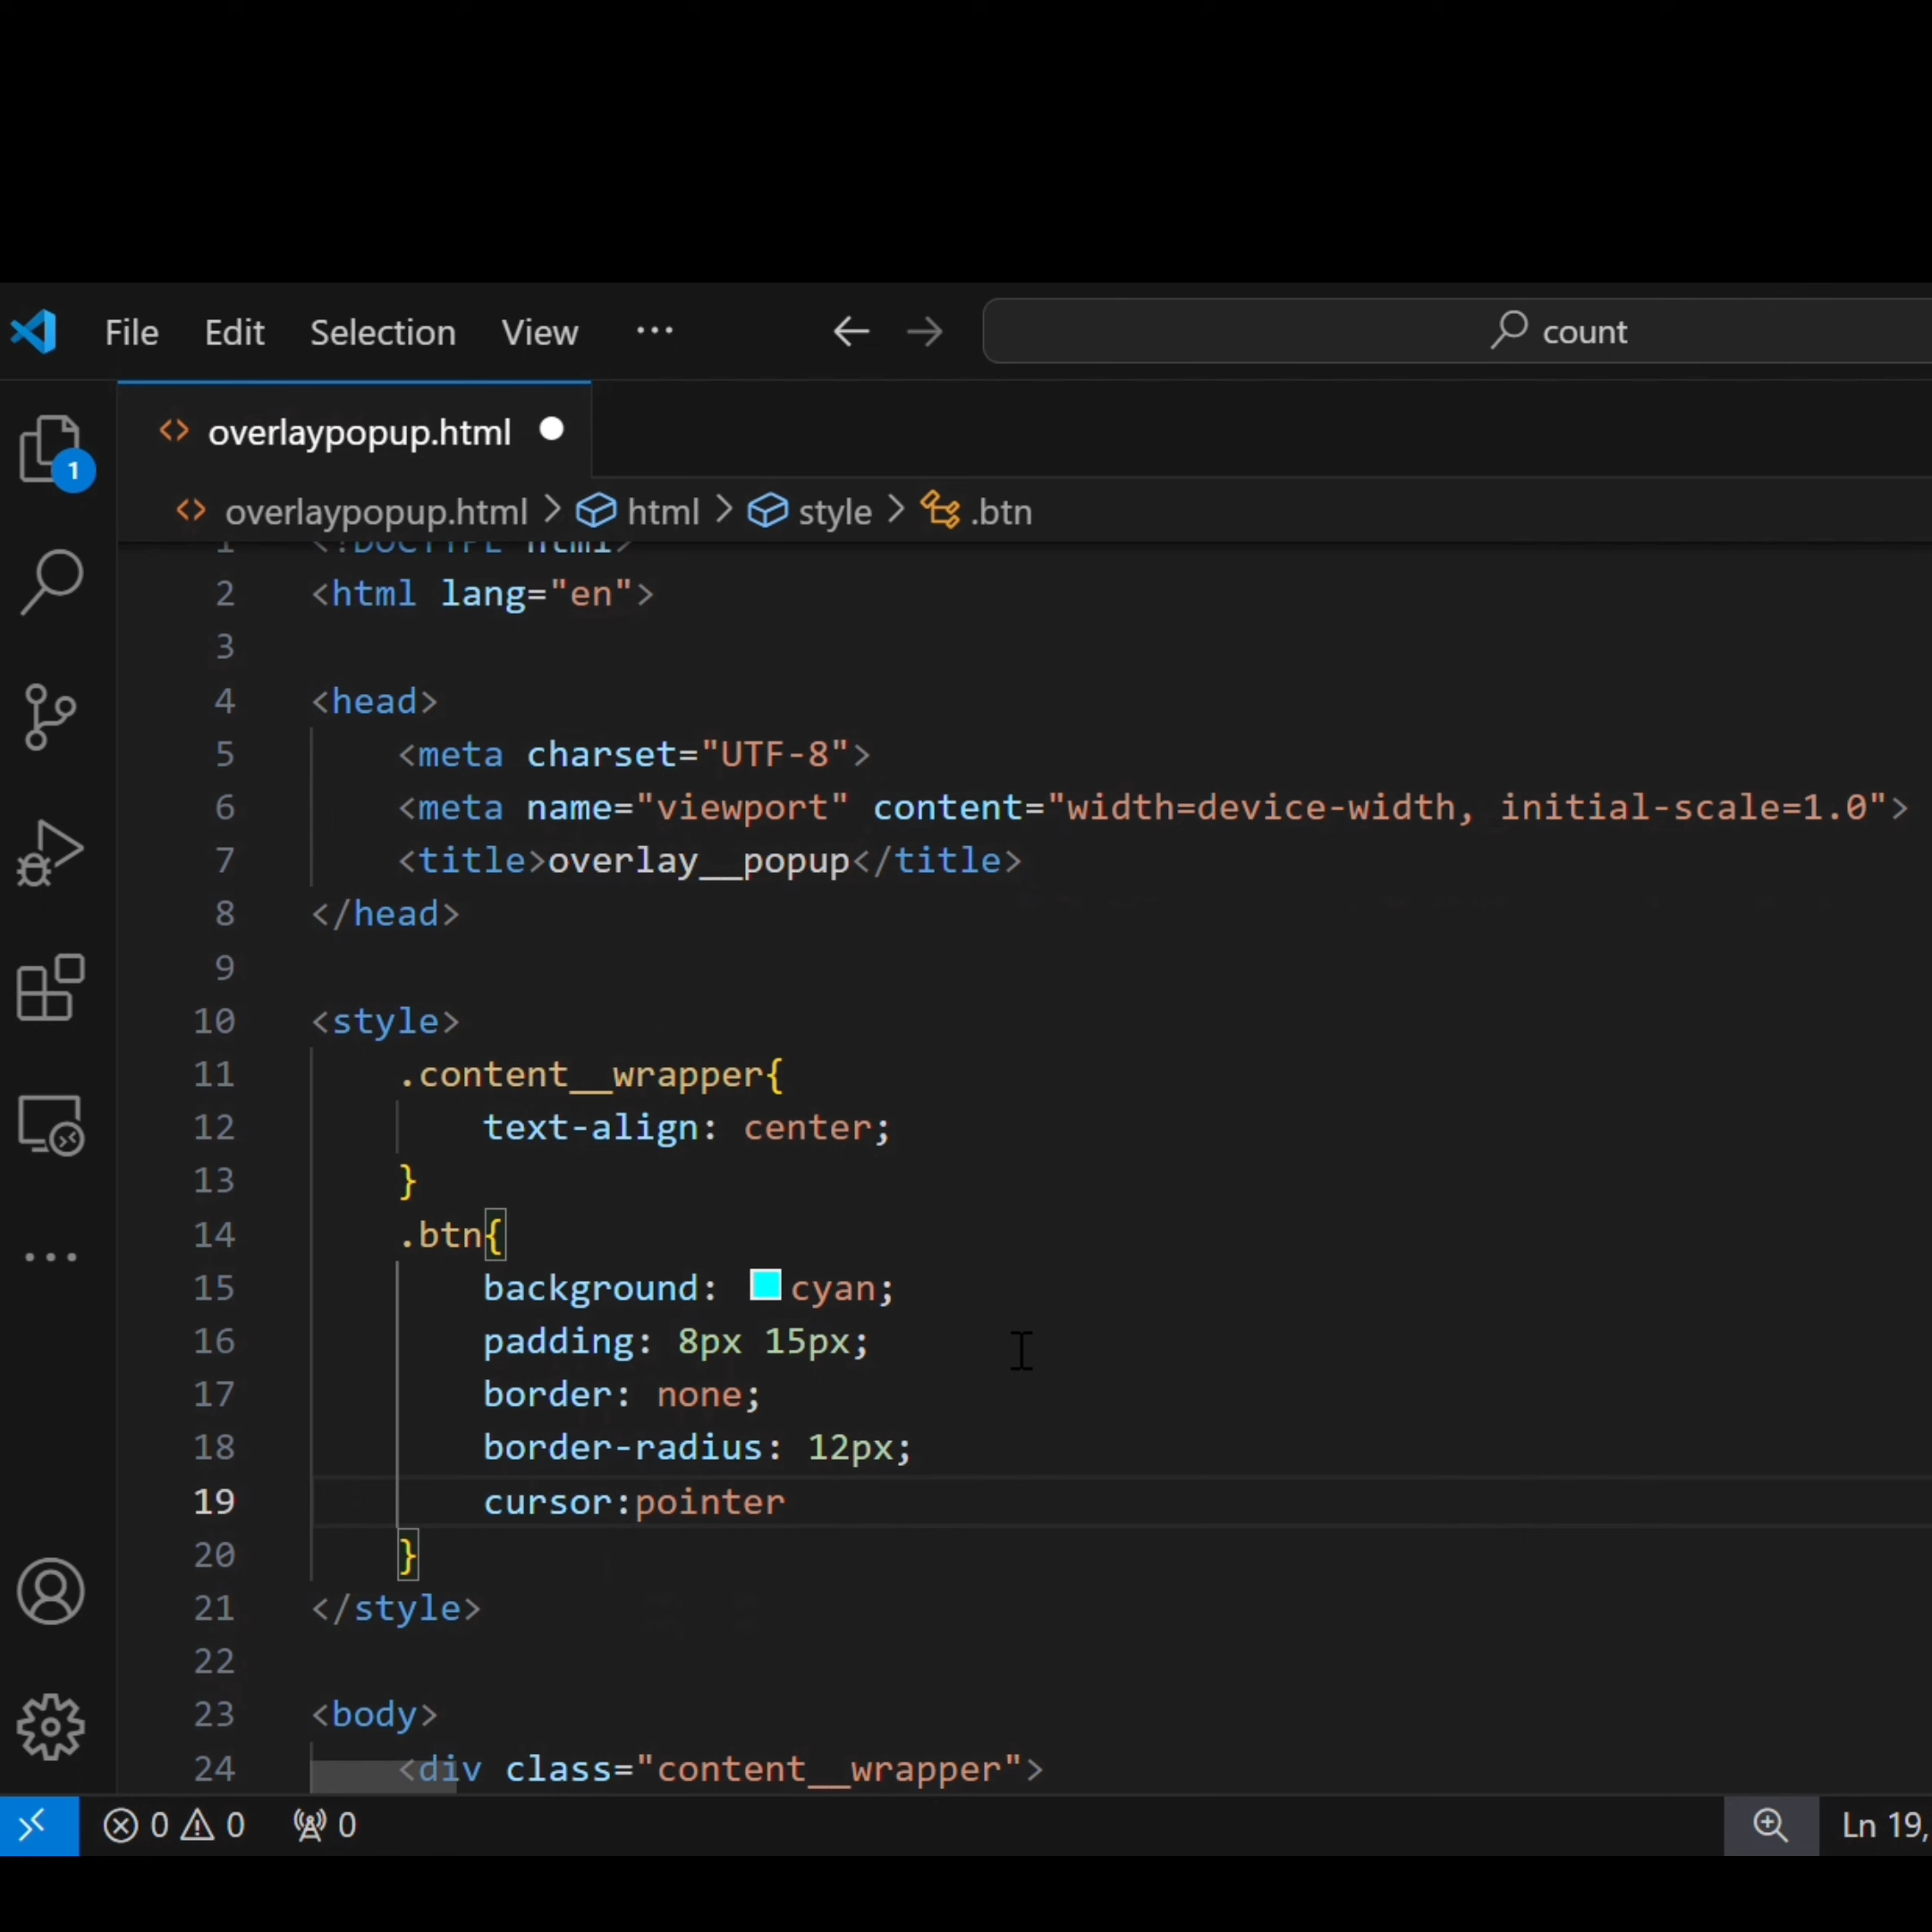 File Edit Selection View ··· count
1
overlaypopup.html
overlaypopup.html > html > style > .btn
1 <!DOCTYPE html>
2 <html lang="en">
3
4 <head>
5 <meta charset="UTF-8">
6 <meta name="viewport" content="width=device-width, initial-scale=1.0">
7 <title>overlay__popup</title>
8 </head>
9
10 <style>
11 .content__wrapper{
12 text-align: center;
13 }
14 .btn{
15 background: cyan;
16 padding: 8px 15px;
17 border: none;
18 border-radius: 12px;
19 cursor:pointer
20 }
21 </style>
22
23 <body>
24 <div class="content__wrapper">
0 0 0 Ln 19,